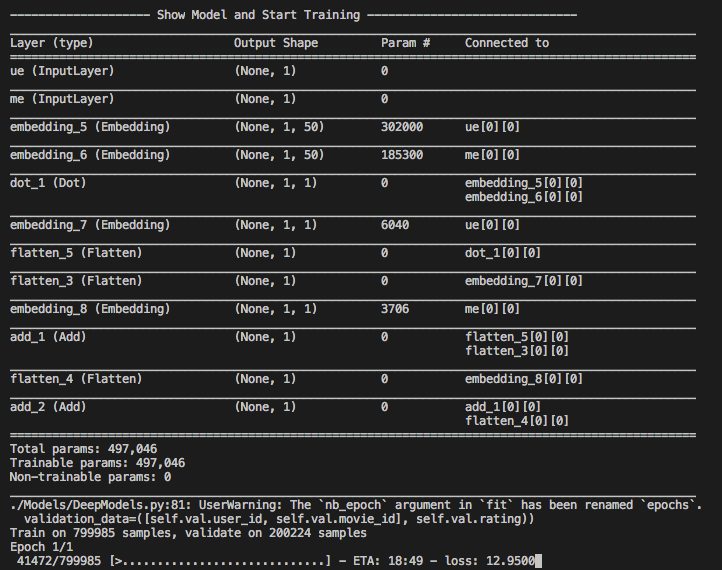 -------------------- Show Model and Start Training ------------------------------
Layer (type) Output Shape Param # Connected to
ue (InputLayer) (None, 1) 0
me (InputLayer) (None, 1) 0
embedding_5 (Embedding) (None, 1, 50) 302000 ue[0][0]
embedding_6 (Embedding) (None, 1, 50) 185300 me[0][0]
dot_1 (Dot) (None, 1, 1) 0 embedding_5[0][0]
embedding_6[0][0]
embedding_7 (Embedding) (None, 1, 1) 6040 ue[0][0]
flatten_5 (Flatten) (None, 1) 0 dot_1[0][0]
flatten_3 (Flatten) (None, 1) 0 embedding_7[0][0]
embedding_8 (Embedding) (None, 1, 1) 3706 me[0][0]
add_1 (Add) (None, 1) 0 flatten_5[0][0]
flatten_3[0][0]
flatten_4 (Flatten) (None, 1) 0 embedding_8[0][0]
add_2 (Add) (None, 1) 0 add_1[0][0]
flatten_4[0][0]
Total params: 497,046
Trainable params: 497,046
Non-trainable params: 0
./Models/DeepModels.py:81: UserWarning: The `nb_epoch` argument in `fit` has been renamed `epochs`.
validation_data=([self.val.user_id, self.val.movie_id], self.val.rating))
Train on 799985 samples, validate on 200224 samples
Epoch 1/1
41472/799985 [>.............................] - ETA: 18:49 - loss: 12.9500